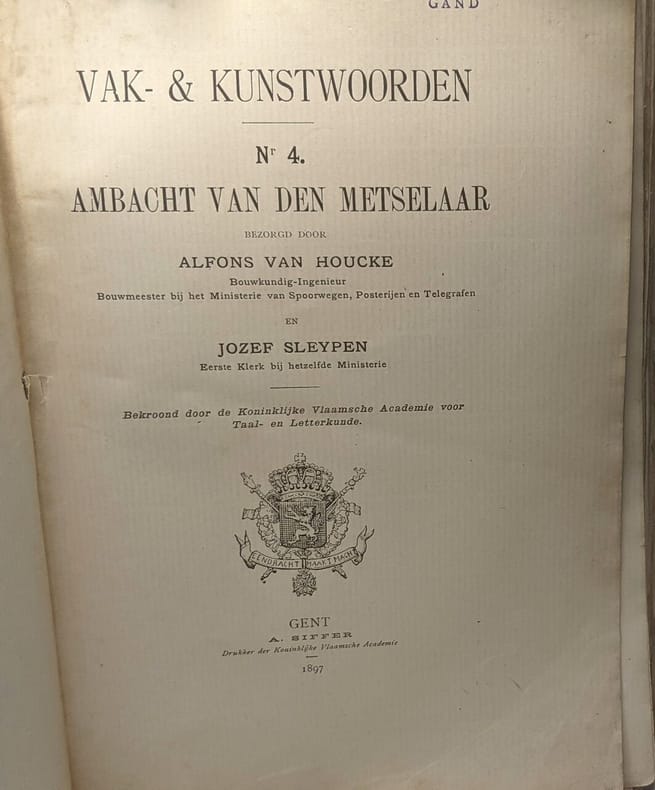 GAND
VAK- & KUNSTWOORDEN
Nr 4.
AMBACHT VAN DEN METSELAAR
BEZORGD DOOR
ALFONS VAN HOUCKE
Bouwkundig-Ingenieur
Bouwmeester bij het Ministerie van Spoorwegen, Posterijen en Telegrafen
EN
JOZEF SLEYPEN
Eerste Klerk bij hetzelfde Ministerie
Bekroond door de Koninklijke Vlaamsche Academie voor
Taal- en Letterkunde.
EENDRACHT MAAKT MACHT
GENT
A. SIFFER
Drukker der Koninklijke Vlaamsche Academie
1897